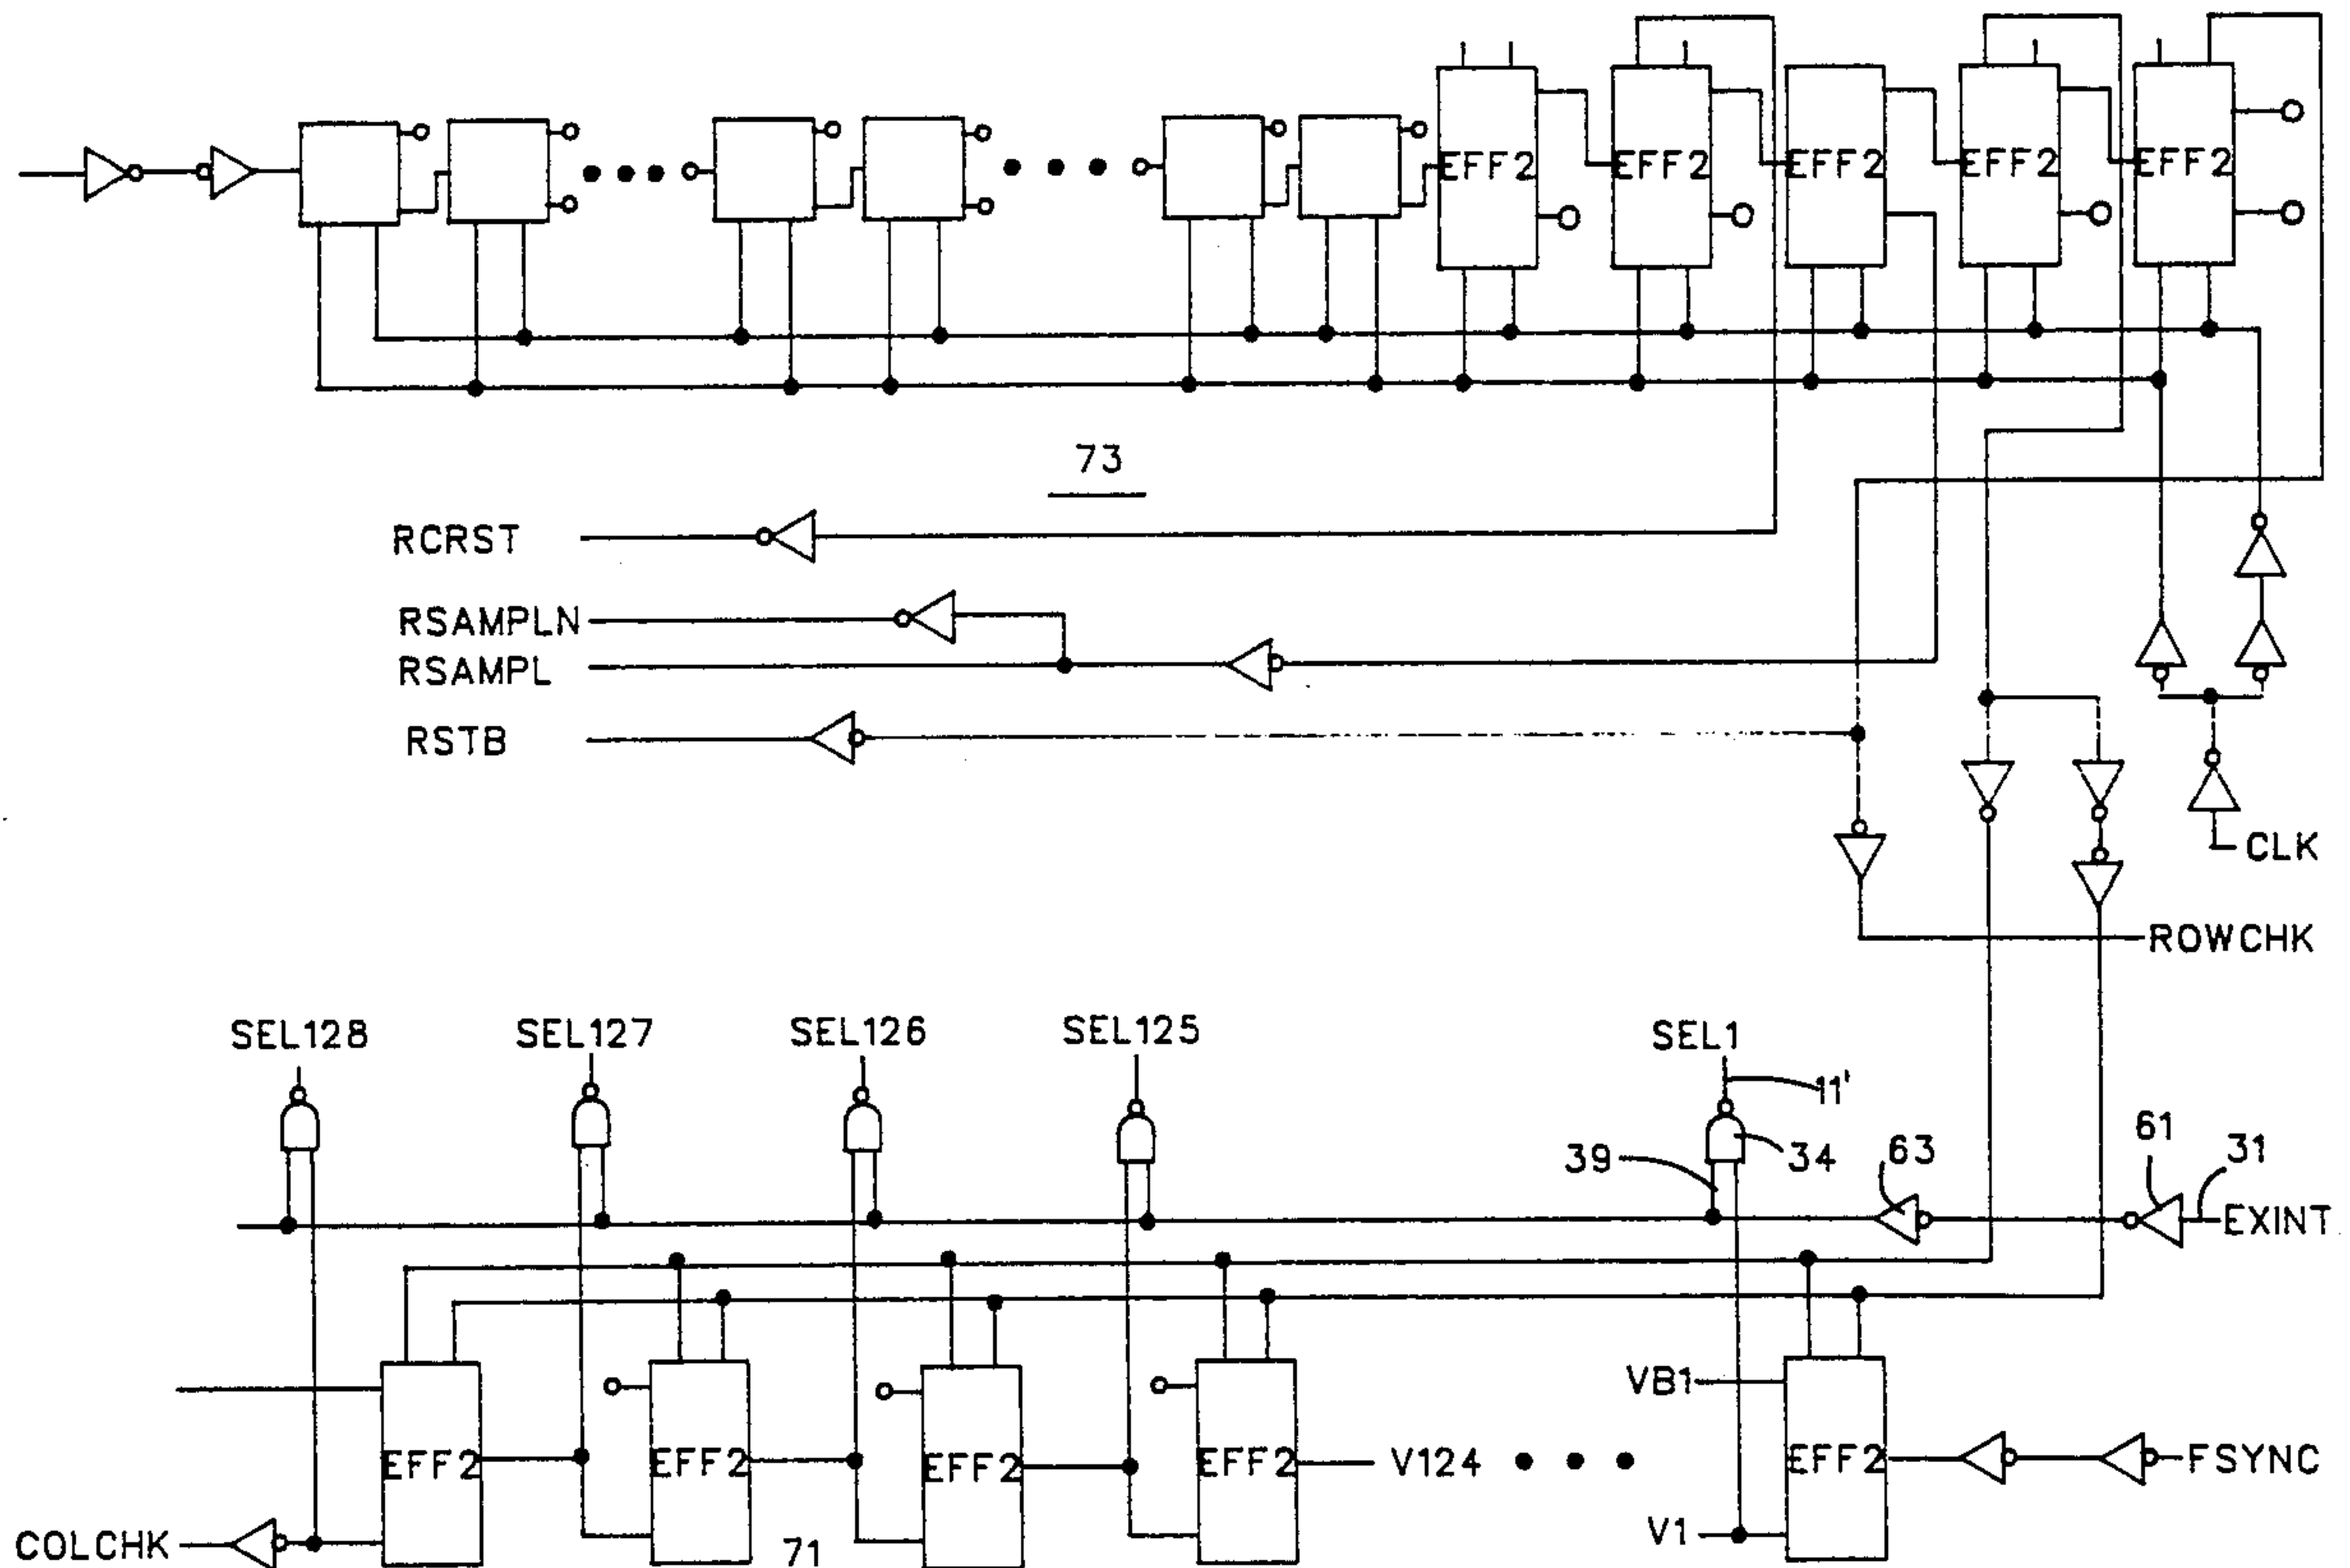 EFF2 EFF2 EFF2 EFF2 EFF2
73
RCRST
RSAMPLN
RSAMPL
RSTB
CLK
ROWCHK
SEL128 SEL127 SEL126 SEL125 SEL1
11'
34
39
63
61
31
EXINT
VB1
EFF2 EFF2 EFF2 EFF2 V124 EFF2 FSYNC
V1
COLCHK
71